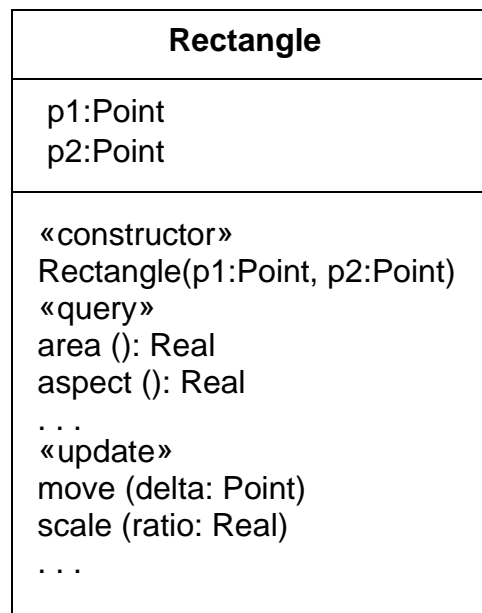 Rectangle
p1:Point
p2:Point
«constructor»
Rectangle(p1:Point, p2:Point)
«query»
area (): Real
aspect (): Real
. . .
«update»
move (delta: Point)
scale (ratio: Real)
. . .